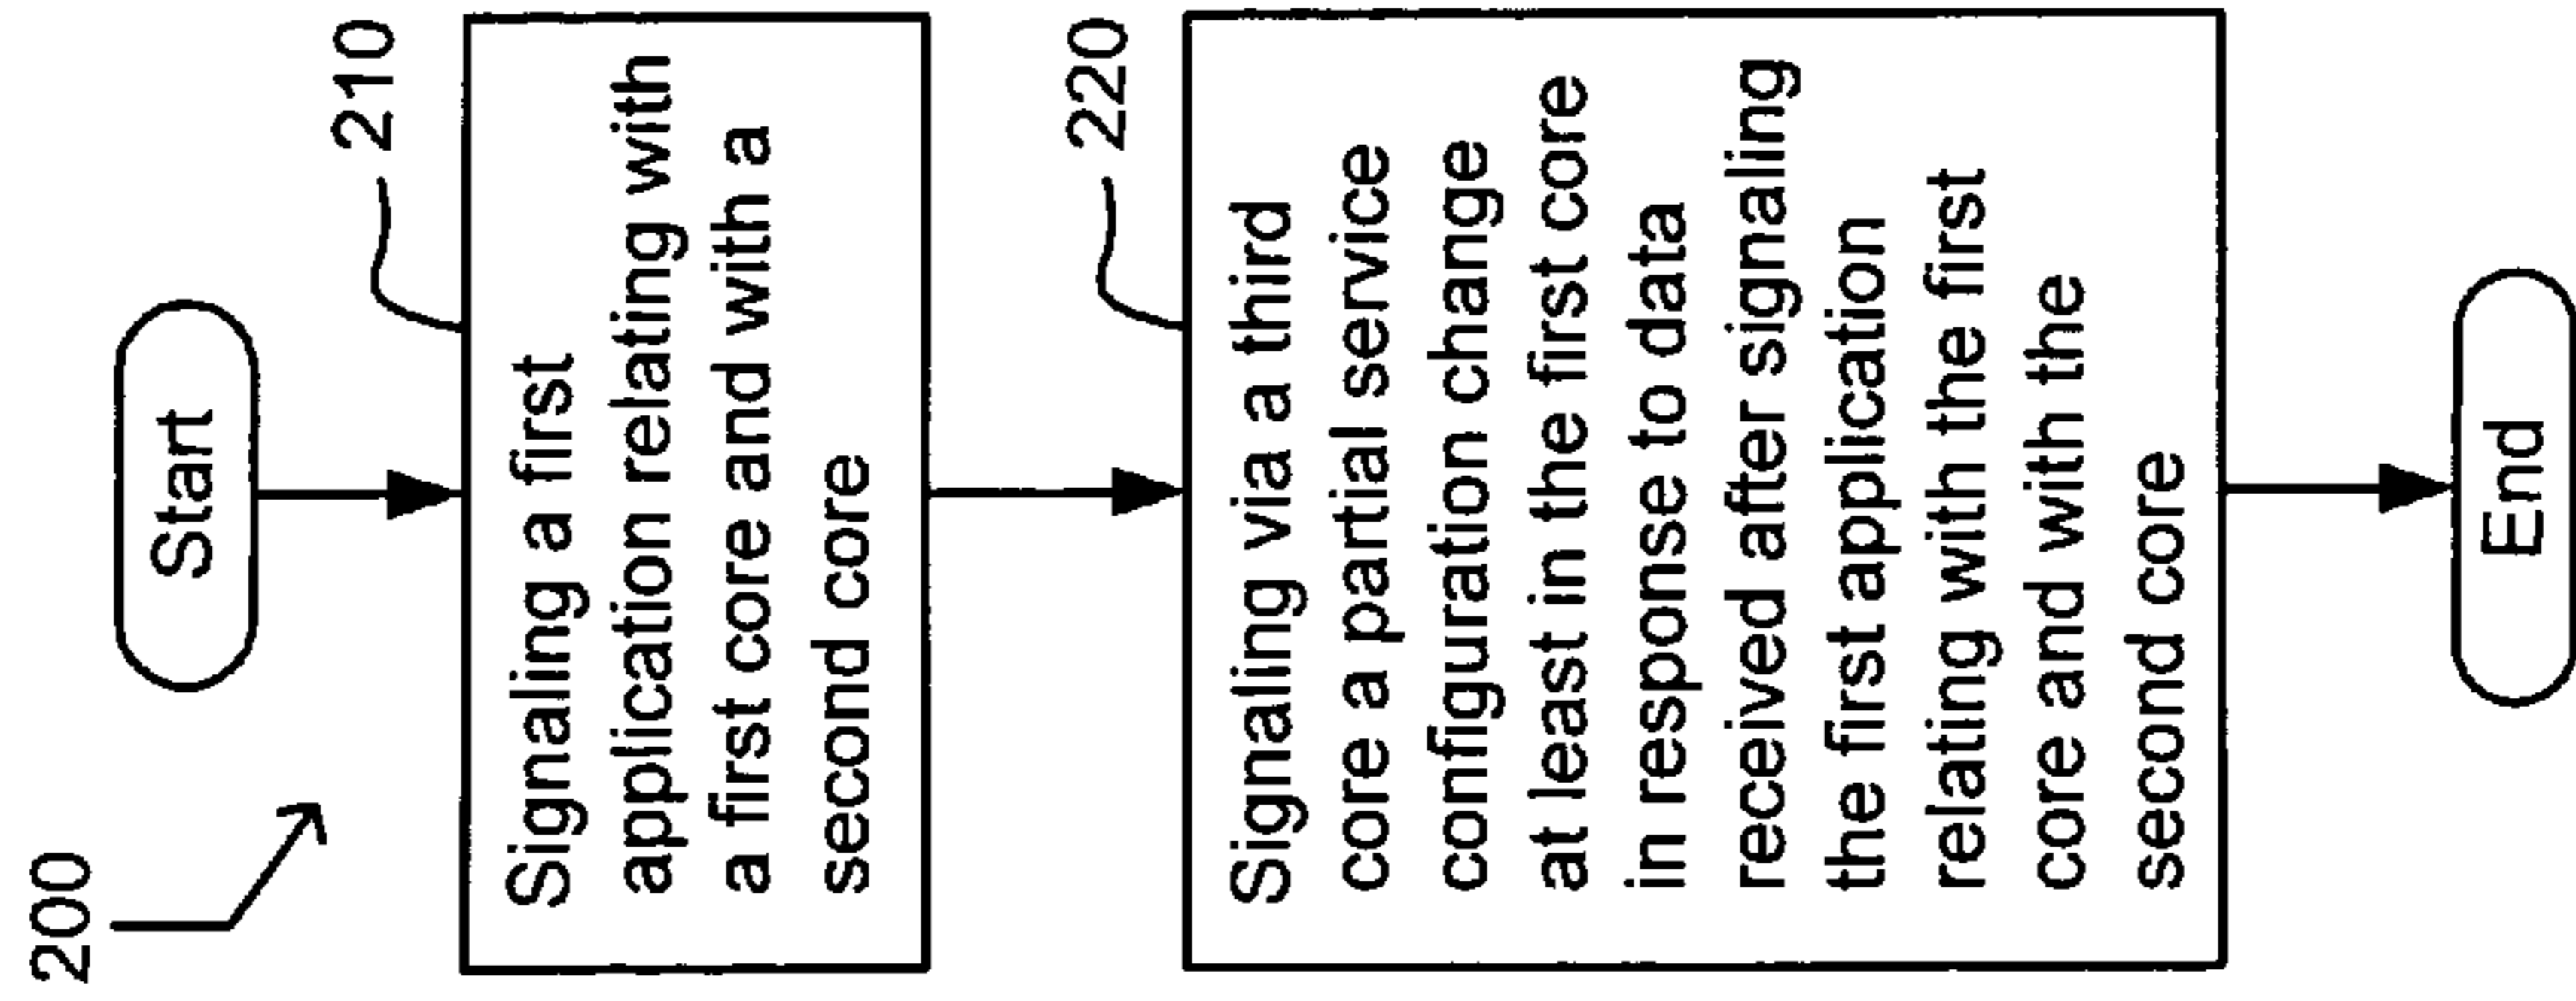 200
Start
210
Signaling a first
application relating with
a first core and with a
second core
220
Signaling via a third
core a partial service
configuration change
at least in the first core
in response to data
received after signaling
the first application
relating with the first
core and with the
second core
End